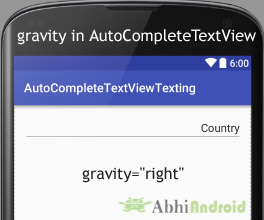 gravity in AutoCompleteTextView
6:00
AutoCompleteTextViewTexting
Country
gravity="right"
AbhiAndroid